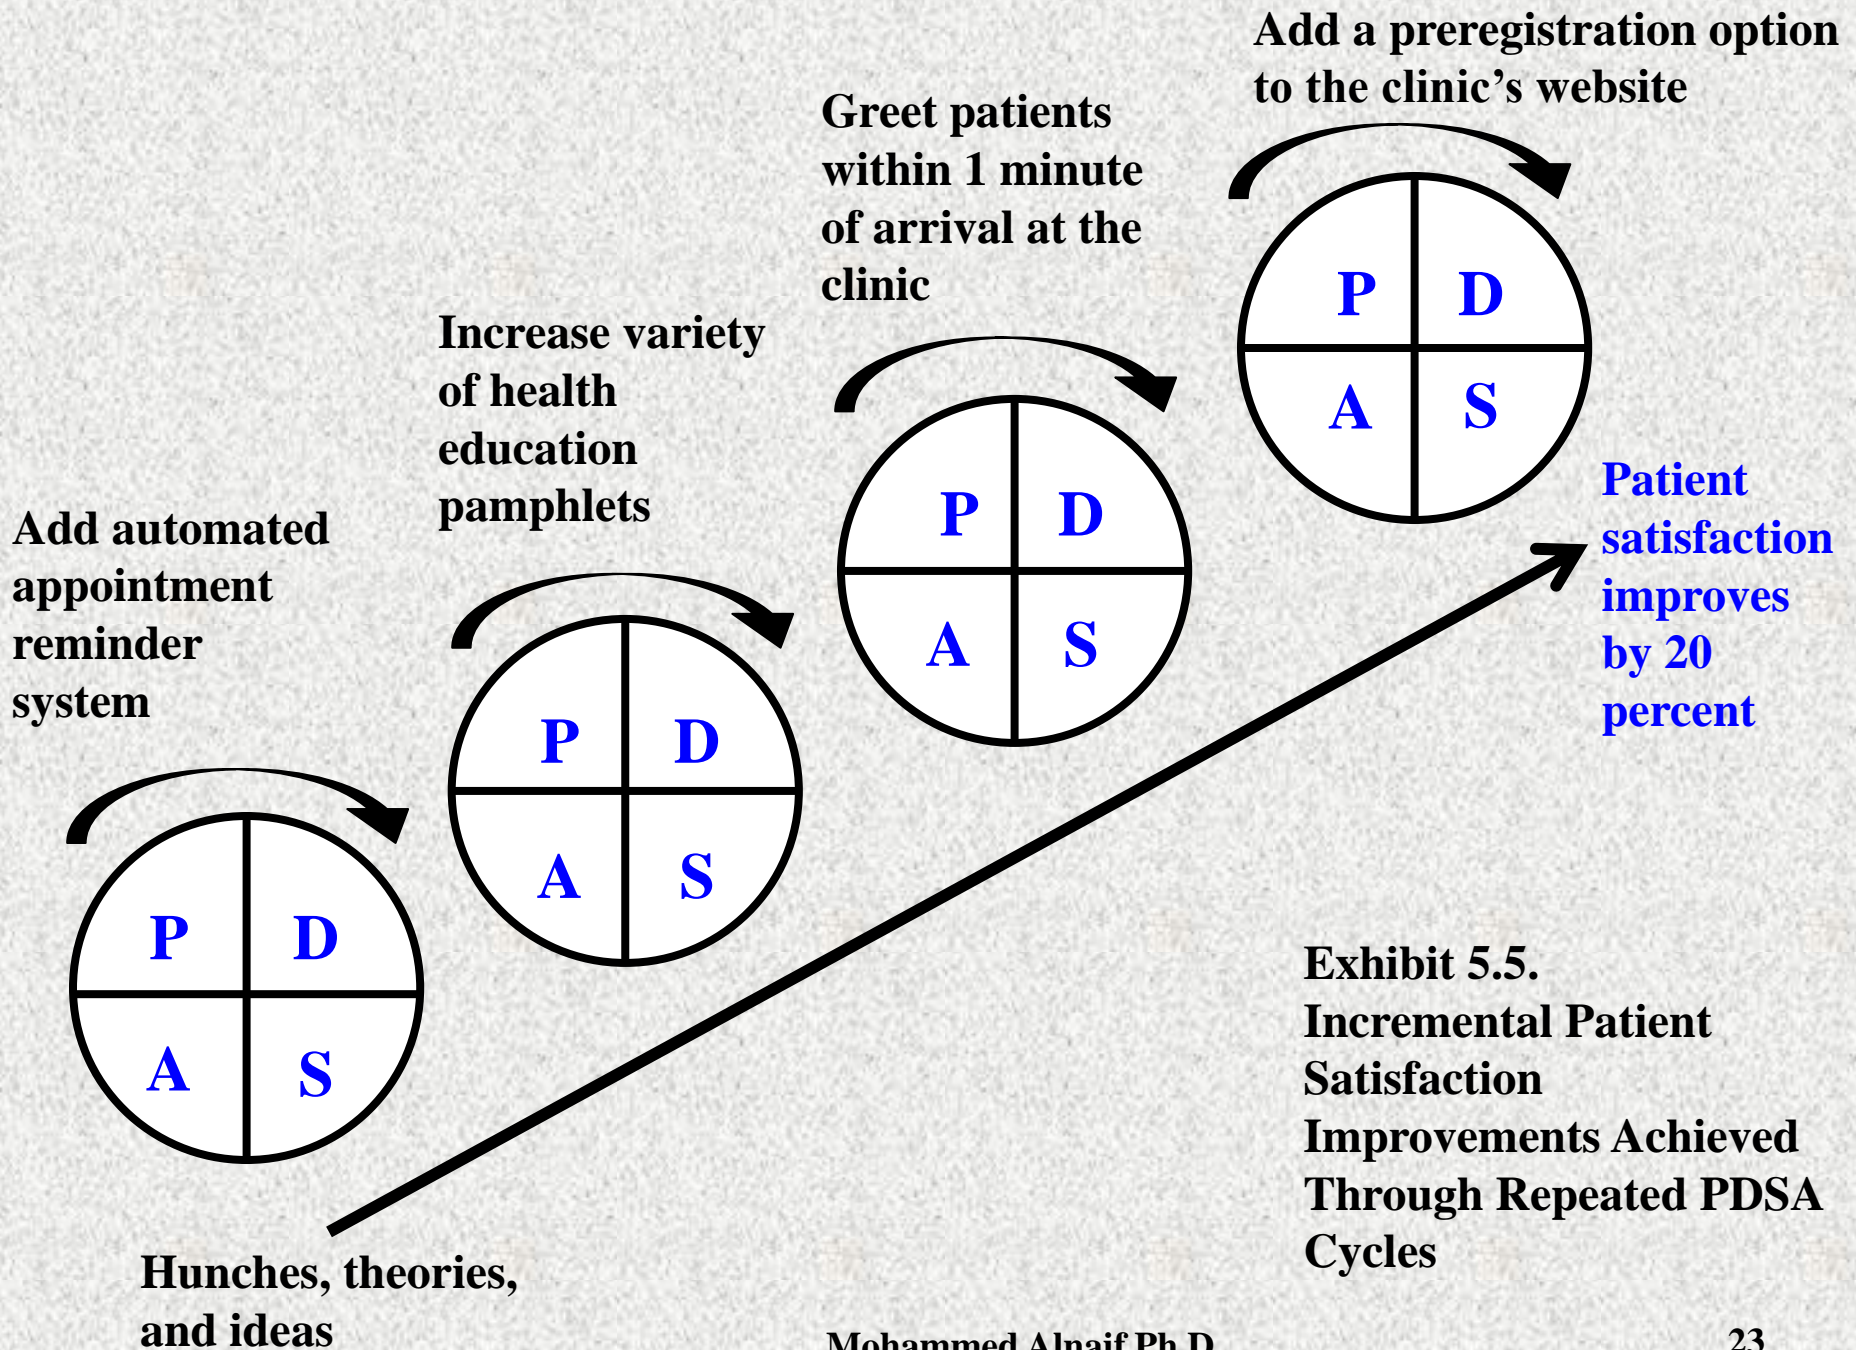 Add a preregistration option
to the clinic's website
Greet patients
within 1 minute
of arrival at the
clinic
P D
A S
Increase variety
of health
education
pamphlets
P D
A S
Patient
satisfaction
improves
by 20
percent
Add automated
appointment
reminder
system
P D
A S
P D
A S
Exhibit 5.5.
Incremental Patient
Satisfaction
Improvements Achieved
Through Repeated PDSA
Cycles
Hunches, theories,
and ideas
Mohammed Alnaif Ph.D.
23